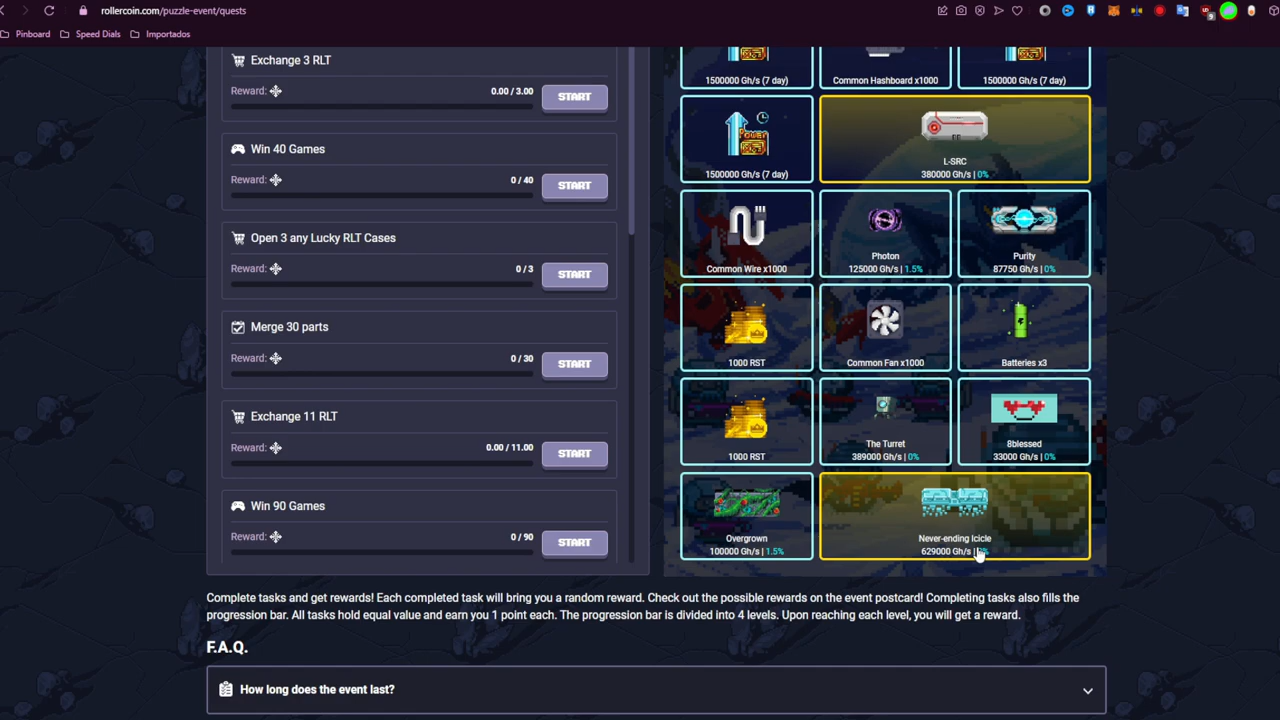 rollercoin.com/puzzle-event/quests
9
Pinboard
Speed Dials
Importados
Exchange 3 RLT
Reward:
0.00 / 3.00
START
Win 40 Games
Reward:
0 / 40
START
Open 3 any Lucky RLT Cases
Reward:
0 / 3
START
Merge 30 parts
Reward:
0 / 30
START
Exchange 11 RLT
Reward:
0.00 / 11.00
START
Win 90 Games
Reward:
0 / 90
START
1500000 Gh/s (7 day)
Common Hashboard x1000
1500000 Gh/s (7 day)
1500000 Gh/s (7 day)
L-SRC
380000 Gh/s | 0%
Common Wire x1000
Photon
125000 Gh/s | 1.5%
Purity
87750 Gh/s | 0%
1000 RST
Common Fan x1000
Batteries x3
1000 RST
The Turret
389000 Gh/s | 0%
8blessed
33000 Gh/s | 0%
Overgrown
100000 Gh/s | 1.5%
Never-ending Icicle
629000 Gh/s |
Complete tasks and get rewards! Each completed task will bring you a random reward. Check out the possible rewards on the event postcard! Completing tasks also fills the
progression bar. All tasks hold equal value and earn you 1 point each. The progression bar is divided into 4 levels. Upon reaching each level, you will get a reward.
F.A.Q.
How long does the event last?